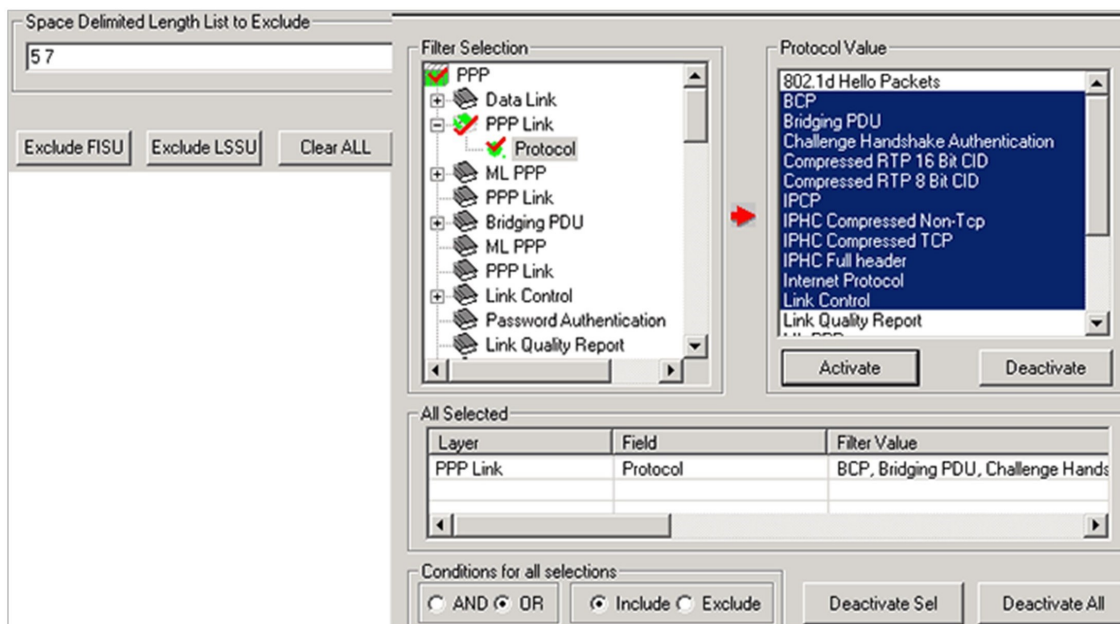 Space Delimited Length List to Exclude
5 7
Exclude FISU Exclude LSSU Clear ALL
Filter Selection
PPP
Data Link
PPP Link
Protocol
ML PPP
PPP Link
Bridging PDU
ML PPP
PPP Link
Link Control
Password Authentication
Link Quality Report
Protocol Value
802.1d Hello Packets
BCP
Bridging PDU
Challenge Handshake Authentication
Compressed RTP 16 Bit CID
Compressed RTP 8 Bit CID
IPCP
IPHC Compressed Non-Tcp
IPHC Compressed TCP
IPHC Full header
Internet Protocol
Link Control
Link Quality Report
Activate Deactivate
All Selected
Layer Field Filter Value
PPP Link Protocol BCP, Bridging PDU, Challenge Hands
Conditions for all selections
AND OR Include Exclude Deactivate Sel Deactivate All